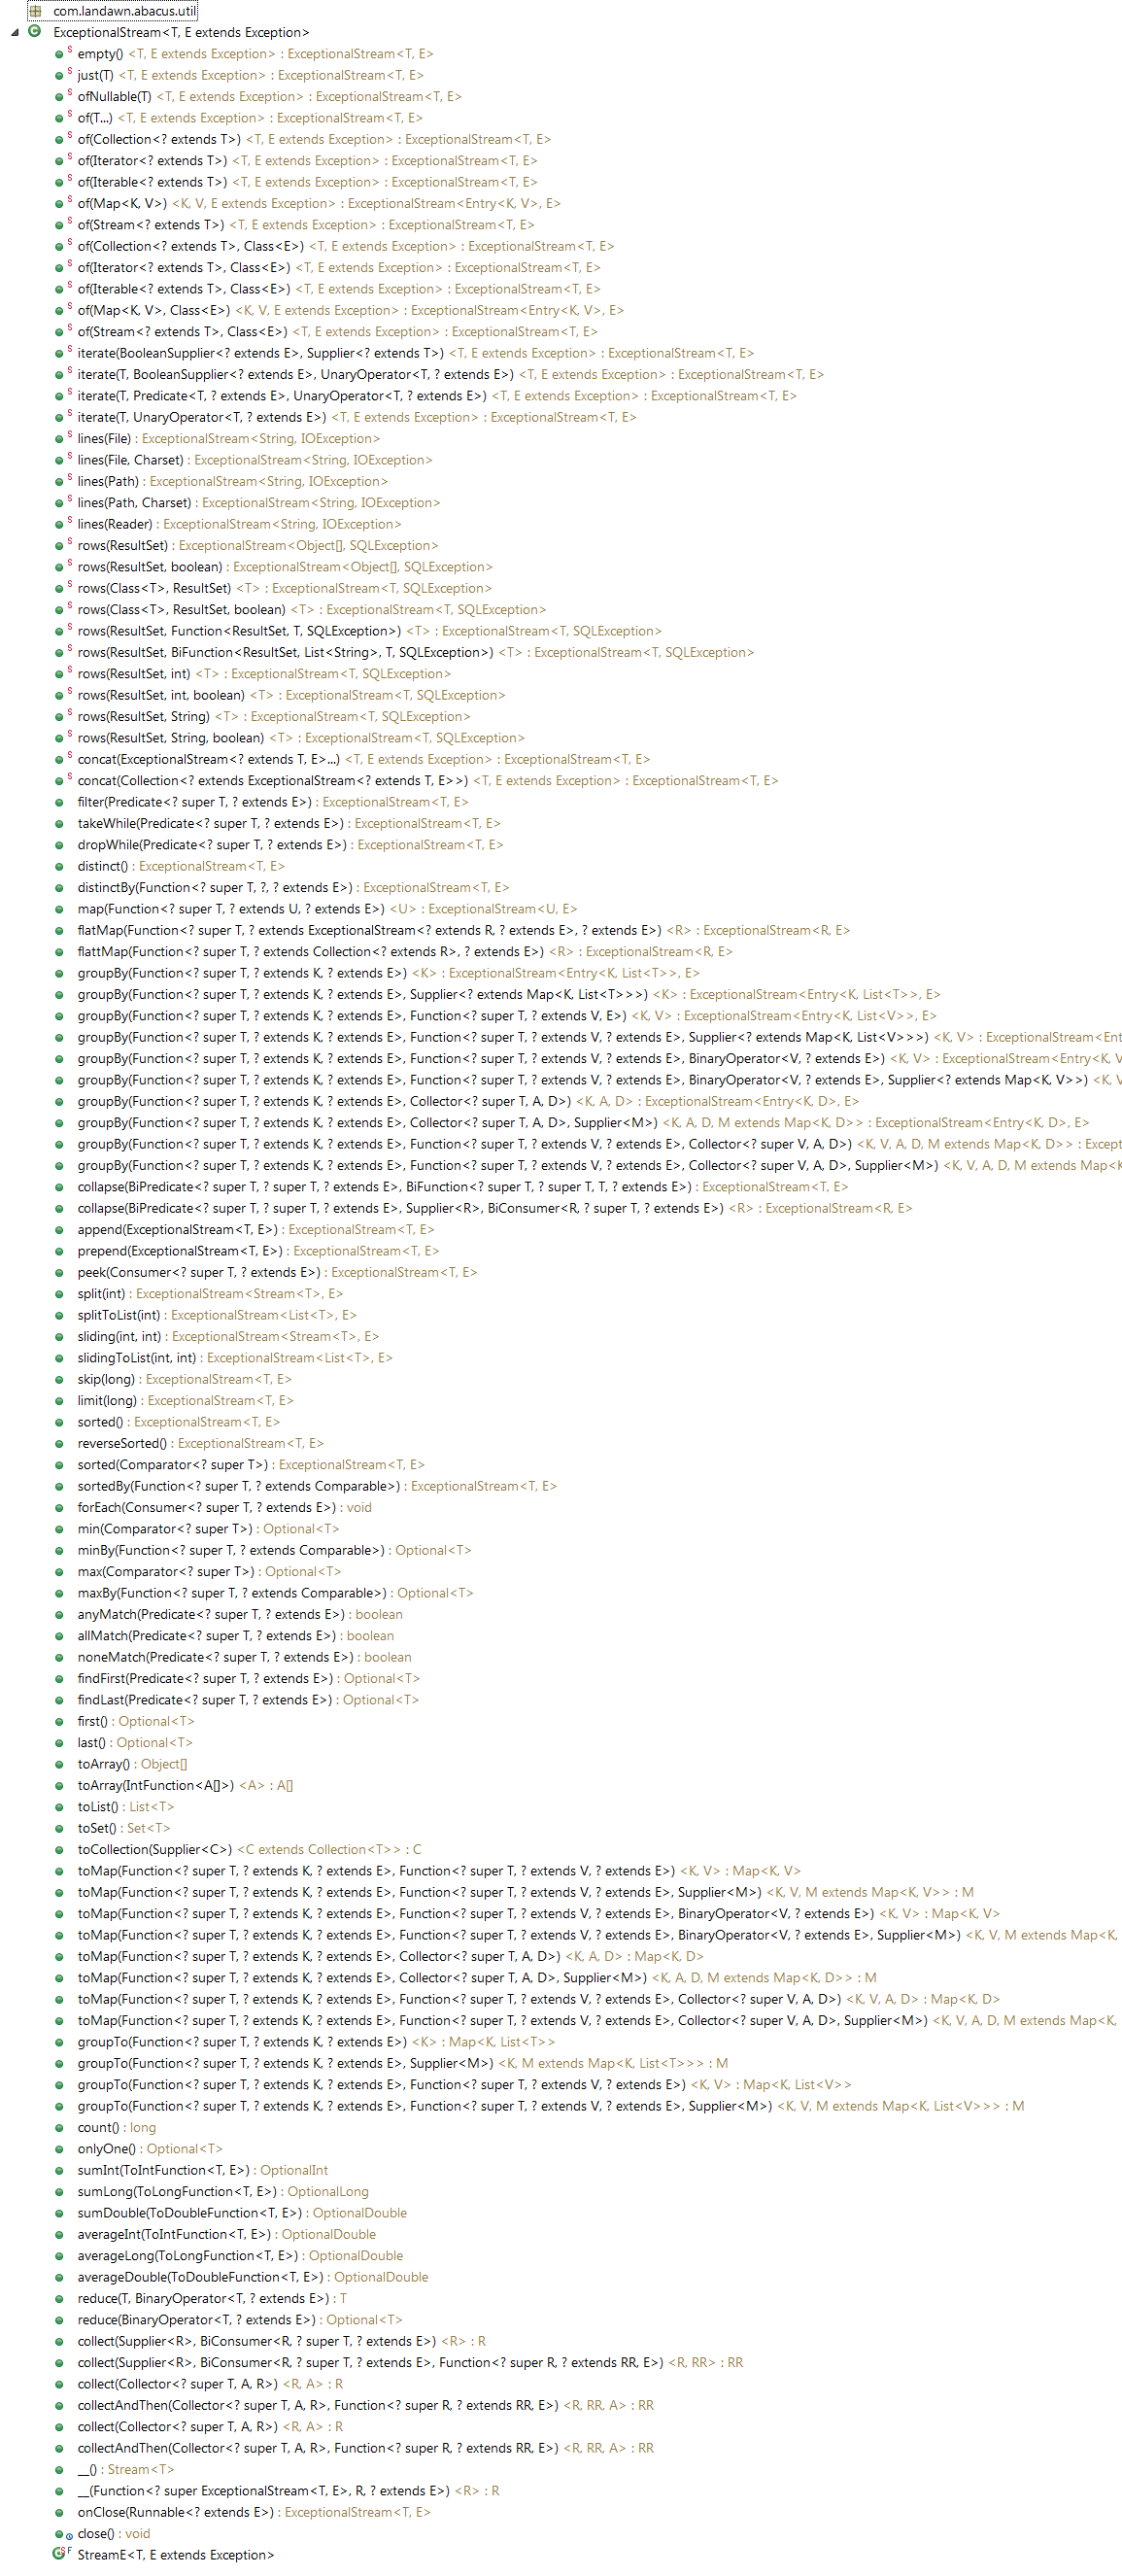 com.landawn.abacus.util
ExceptionalStream<T, E extends Exception>
empty() <T, E extends Exception> : ExceptionalStream<T, E>
just(T) <T, E extends Exception> : ExceptionalStream<T, E>
ofNullable(T) <T, E extends Exception> : ExceptionalStream<T, E>
of(T...) <T, E extends Exception> : ExceptionalStream<T, E>
of(Collection<? extends T>) <T, E extends Exception> : ExceptionalStream<T, E>
of(Iterator<? extends T>) <T, E extends Exception> : ExceptionalStream<T, E>
of(Iterable<? extends T>) <T, E extends Exception> : ExceptionalStream<T, E>
of(Map<K, V>) <K, V, E extends Exception> : ExceptionalStream<Entry<K, V>, E>
of(Stream<? extends T>) <T, E extends Exception> : ExceptionalStream<T, E>
of(Collection<? extends T>, Class<E>) <T, E extends Exception> : ExceptionalStream<T, E>
of(Iterator<? extends T>, Class<E>) <T, E extends Exception> : ExceptionalStream<T, E>
of(Iterable<? extends T>, Class<E>) <T, E extends Exception> : ExceptionalStream<T, E>
of(Map<K, V>, Class<E>) <K, V, E extends Exception> : ExceptionalStream<Entry<K, V>, E>
of(Stream<? extends T>, Class<E>) <T, E extends Exception> : ExceptionalStream<T, E>
iterate(BooleanSupplier<? extends E>, Supplier<? extends T>) <T, E extends Exception> : ExceptionalStream<T, E>
iterate(T, BooleanSupplier<? extends E>, UnaryOperator<T, ? extends E>) <T, E extends Exception> : ExceptionalStream<T, E>
iterate(T, Predicate<T, ? extends E>, UnaryOperator<T, ? extends E>) <T, E extends Exception> : ExceptionalStream<T, E>
iterate(T, UnaryOperator<T, ? extends E>) <T, E extends Exception> : ExceptionalStream<T, E>
lines(File) : ExceptionalStream<String, IOException>
lines(File, Charset) : ExceptionalStream<String, IOException>
lines(Path) : ExceptionalStream<String, IOException>
lines(Path, Charset) : ExceptionalStream<String, IOException>
lines(Reader) : ExceptionalStream<String, IOException>
rows(ResultSet) : ExceptionalStream<Object[], SQLException>
rows(ResultSet, boolean) : ExceptionalStream<Object[], SQLException>
rows(Class<T>, ResultSet) <T> : ExceptionalStream<T, SQLException>
rows(Class<T>, ResultSet, boolean) <T> : ExceptionalStream<T, SQLException>
rows(ResultSet, Function<ResultSet, T, SQLException>) <T> : ExceptionalStream<T, SQLException>
rows(ResultSet, BiFunction<ResultSet, List<String>, T, SQLException>) <T> : ExceptionalStream<T, SQLException>
rows(ResultSet, int) <T> : ExceptionalStream<T, SQLException>
rows(ResultSet, int, boolean) <T> : ExceptionalStream<T, SQLException>
rows(ResultSet, String) <T> : ExceptionalStream<T, SQLException>
rows(ResultSet, String, boolean) <T> : ExceptionalStream<T, SQLException>
concat(ExceptionalStream<? extends T, E>...) <T, E extends Exception> : ExceptionalStream<T, E>
concat(Collection<? extends ExceptionalStream<? extends T, E>>) <T, E extends Exception> : ExceptionalStream<T, E>
filter(Predicate<? super T, ? extends E>) : ExceptionalStream<T, E>
takeWhile(Predicate<? super T, ? extends E>) : ExceptionalStream<T, E>
dropWhile(Predicate<? super T, ? extends E>) : ExceptionalStream<T, E>
distinct() : ExceptionalStream<T, E>
distinctBy(Function<? super T, ?, ? extends E>) : ExceptionalStream<T, E>
map(Function<? super T, ? extends U, ? extends E>) <U> : ExceptionalStream<U, E>
flatMap(Function<? super T, ? extends ExceptionalStream<? extends R, ? extends E>, ? extends E>) <R> : ExceptionalStream<R, E>
flattMap(Function<? super T, ? extends Collection<? extends R>, ? extends E>) <R> : ExceptionalStream<R, E>
groupBy(Function<? super T, ? extends K, ? extends E>) <K> : ExceptionalStream<Entry<K, List<T>>, E>
groupBy(Function<? super T, ? extends K, ? extends E>, Supplier<? extends Map<K, List<T>>>) <K> : ExceptionalStream<Entry<K, List<T>>, E>
groupBy(Function<? super T, ? extends K, ? extends E>, Function<? super T, ? extends V, E>) <K, V> : ExceptionalStream<Entry<K, List<V>>, E>
groupBy(Function<? super T, ? extends K, ? extends E>, Function<? super T, ? extends V, ? extends E>, Supplier<? extends Map<K, List<V>>>) <K, V> : ExceptionalStream<Ent
groupBy(Function<? super T, ? extends K, ? extends E>, Function<? super T, ? extends V, ? extends E>, BinaryOperator<V, ? extends E>) <K, V> : ExceptionalStream<Entry<K, V
groupBy(Function<? super T, ? extends K, ? extends E>, Function<? super T, ? extends V, ? extends E>, BinaryOperator<V, ? extends E>, Supplier<? extends Map<K, V>>) <K, V
groupBy(Function<? super T, ? extends K, ? extends E>, Collector<? super T, A, D>) <K, A, D> : ExceptionalStream<Entry<K, D>, E>
groupBy(Function<? super T, ? extends K, ? extends E>, Collector<? super T, A, D>, Supplier<M>) <K, A, D, M extends Map<K, D>> : ExceptionalStream<Entry<K, D>, E>
groupBy(Function<? super T, ? extends K, ? extends E>, Function<? super T, ? extends V, ? extends E>, Collector<? super V, A, D>) <K, V, A, D, M extends Map<K, D>> : Except
groupBy(Function<? super T, ? extends K, ? extends E>, Function<? super T, ? extends V, ? extends E>, Collector<? super V, A, D>, Supplier<M>) <K, V, A, D, M extends Map<K
collapse(BiPredicate<? super T, ? super T, ? extends E>, BiFunction<? super T, ? super T, T, ? extends E>) : ExceptionalStream<T, E>
collapse(BiPredicate<? super T, ? super T, ? extends E>, Supplier<R>, BiConsumer<R, ? super T, ? extends E>) <R> : ExceptionalStream<R, E>
append(ExceptionalStream<T, E>) : ExceptionalStream<T, E>
prepend(ExceptionalStream<T, E>) : ExceptionalStream<T, E>
peek(Consumer<? super T, ? extends E>) : ExceptionalStream<T, E>
split(int) : ExceptionalStream<Stream<T>, E>
splitToList(int) : ExceptionalStream<List<T>, E>
sliding(int, int) : ExceptionalStream<Stream<T>, E>
slidingToList(int, int) : ExceptionalStream<List<T>, E>
skip(long) : ExceptionalStream<T, E>
limit(long) : ExceptionalStream<T, E>
sorted() : ExceptionalStream<T, E>
reverseSorted() : ExceptionalStream<T, E>
sorted(Comparator<? super T>) : ExceptionalStream<T, E>
sortedBy(Function<? super T, ? extends Comparable>) : ExceptionalStream<T, E>
forEach(Consumer<? super T, ? extends E>) : void
min(Comparator<? super T>) : Optional<T>
minBy(Function<? super T, ? extends Comparable>) : Optional<T>
max(Comparator<? super T>) : Optional<T>
maxBy(Function<? super T, ? extends Comparable>) : Optional<T>
anyMatch(Predicate<? super T, ? extends E>) : boolean
allMatch(Predicate<? super T, ? extends E>) : boolean
noneMatch(Predicate<? super T, ? extends E>) : boolean
findFirst(Predicate<? super T, ? extends E>) : Optional<T>
findLast(Predicate<? super T, ? extends E>) : Optional<T>
first() : Optional<T>
last() : Optional<T>
toArray() : Object[]
toArray(IntFunction<A[]>) <A> : A[]
toList() : List<T>
toSet() : Set<T>
toCollection(Supplier<C>) <C extends Collection<T>> : C
toMap(Function<? super T, ? extends K, ? extends E>, Function<? super T, ? extends V, ? extends E>) <K, V> : Map<K, V>
toMap(Function<? super T, ? extends K, ? extends E>, Function<? super T, ? extends V, ? extends E>, Supplier<M>) <K, V, M extends Map<K, V>> : M
toMap(Function<? super T, ? extends K, ? extends E>, Function<? super T, ? extends V, ? extends E>, BinaryOperator<V, ? extends E>) <K, V> : Map<K, V>
toMap(Function<? super T, ? extends K, ? extends E>, Function<? super T, ? extends V, ? extends E>, BinaryOperator<V, ? extends E>, Supplier<M>) <K, V, M extends Map<K,
toMap(Function<? super T, ? extends K, ? extends E>, Collector<? super T, A, D>) <K, A, D> : Map<K, D>
toMap(Function<? super T, ? extends K, ? extends E>, Collector<? super T, A, D>, Supplier<M>) <K, A, D, M extends Map<K, D>> : M
toMap(Function<? super T, ? extends K, ? extends E>, Function<? super T, ? extends V, ? extends E>, Collector<? super V, A, D>) <K, V, A, D> : Map<K, D>
toMap(Function<? super T, ? extends K, ? extends E>, Function<? super T, ? extends V, ? extends E>, Collector<? super V, A, D>, Supplier<M>) <K, V, A, D, M extends Map<K,
groupTo(Function<? super T, ? extends K, ? extends E>) <K> : Map<K, List<T>>
groupTo(Function<? super T, ? extends K, ? extends E>, Supplier<M>) <K, M extends Map<K, List<T>>> : M
groupTo(Function<? super T, ? extends K, ? extends E>, Function<? super T, ? extends V, ? extends E>) <K, V> : Map<K, List<V>>
groupTo(Function<? super T, ? extends K, ? extends E>, Function<? super T, ? extends V, ? extends E>, Supplier<M>) <K, V, M extends Map<K, List<V>>> : M
count() : long
onlyOne() : Optional<T>
sumInt(ToIntFunction<T, E>) : OptionalInt
sumLong(ToLongFunction<T, E>) : OptionalLong
sumDouble(ToDoubleFunction<T, E>) : OptionalDouble
averageInt(ToIntFunction<T, E>) : OptionalDouble
averageLong(ToLongFunction<T, E>) : OptionalDouble
averageDouble(ToDoubleFunction<T, E>) : OptionalDouble
reduce(T, BinaryOperator<T, ? extends E>) : T
reduce(BinaryOperator<T, ? extends E>) : Optional<T>
collect(Supplier<R>, BiConsumer<R, ? super T, ? extends E>) <R> : R
collect(Supplier<R>, BiConsumer<R, ? super T, ? extends E>, Function<? super R, ? extends RR, E>) <R, RR> : RR
collect(Collector<? super T, A, R>) <R, A> : R
collectAndThen(Collector<? super T, A, R>, Function<? super R, ? extends RR, E>) <R, RR, A> : RR
collect(Collector<? super T, A, R>) <R, A> : R
collectAndThen(Collector<? super T, A, R>, Function<? super R, ? extends RR, E>) <R, RR, A> : RR
__() : Stream<T>
__(Function<? super ExceptionalStream<T, E>, R, ? extends E>) <R> : R
onClose(Runnable<? extends E>) : ExceptionalStream<T, E>
close() : void
StreamE<T, E extends Exception>